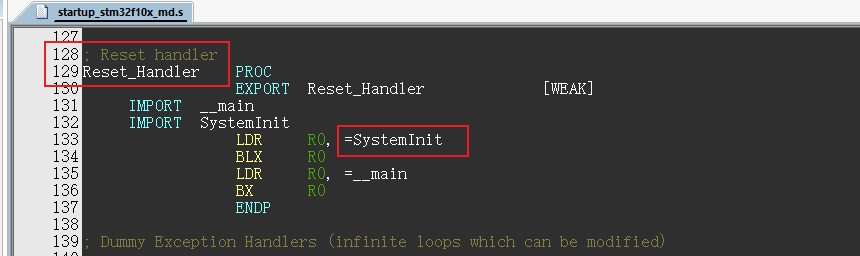 startup_stm32f10x_md.s
127
128 ; Reset handler
129 Reset_Handler PROC
130 EXPORT Reset_Handler [WEAK]
131 IMPORT __main
132 IMPORT SystemInit
133 LDR R0, =SystemInit
134 BLX R0
135 LDR R0, =__main
136 BX R0
137 ENDP
138
139 ; Dummy Exception Handlers (infinite loops which can be modified)